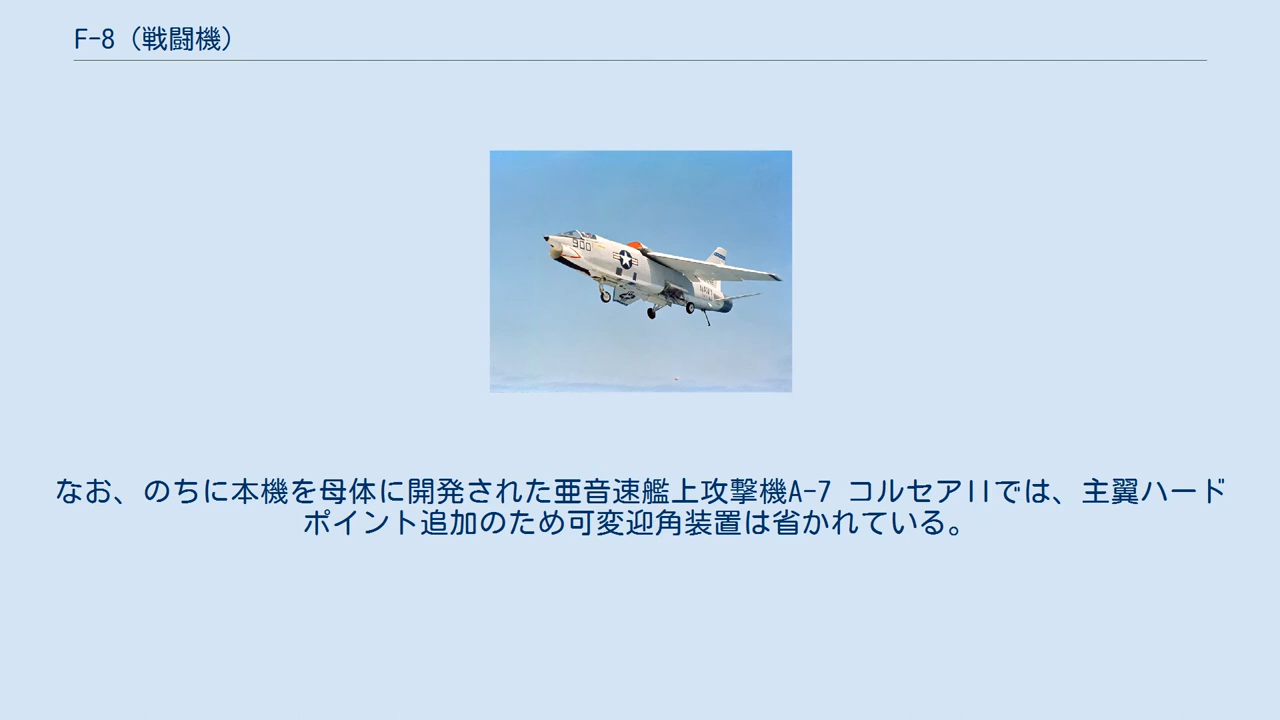 F-8（戦闘機）
900
NAVY
なお、のちに本機を母体に開発された亜音速艦上攻撃機A-7 コルセアIIでは、主翼ハード
ポイント追加のため可変迎角装置は省かれている。